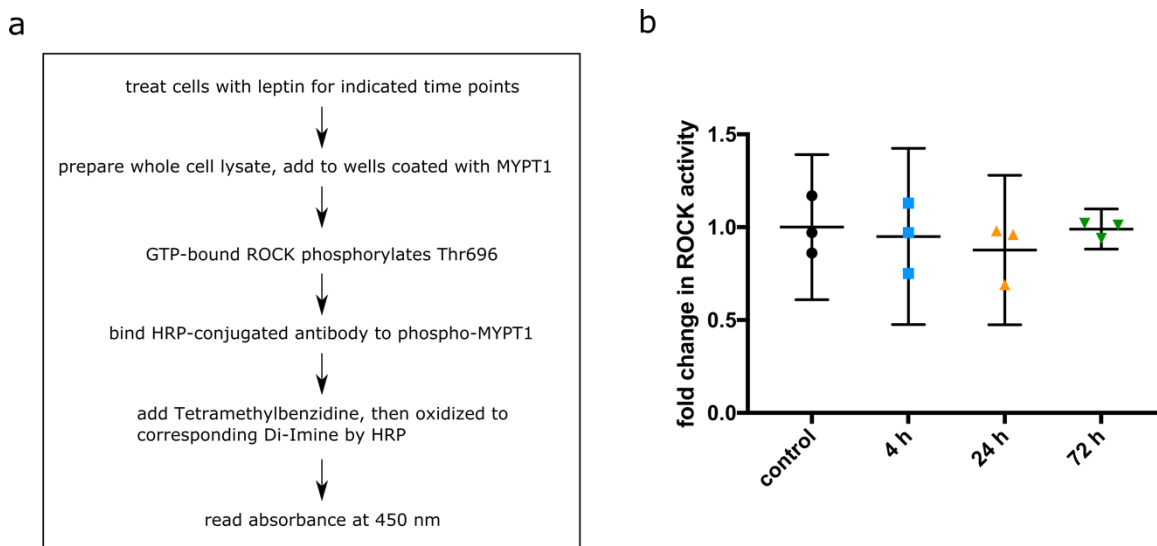 a
treat cells with leptin for indicated time points
prepare whole cell lysate, add to wells coated with MYPT1
GTP-bound ROCK phosphorylates Thr696
bind HRP-conjugated antibody to phospho-MYPT1
add Tetramethylbenzidine, then oxidized to
corresponding Di-Imine by HRP
read absorbance at 450 nm
b
fold change in ROCK activity
1.5
1.0
0.5
0.0
control
4 h
24 h
72 h